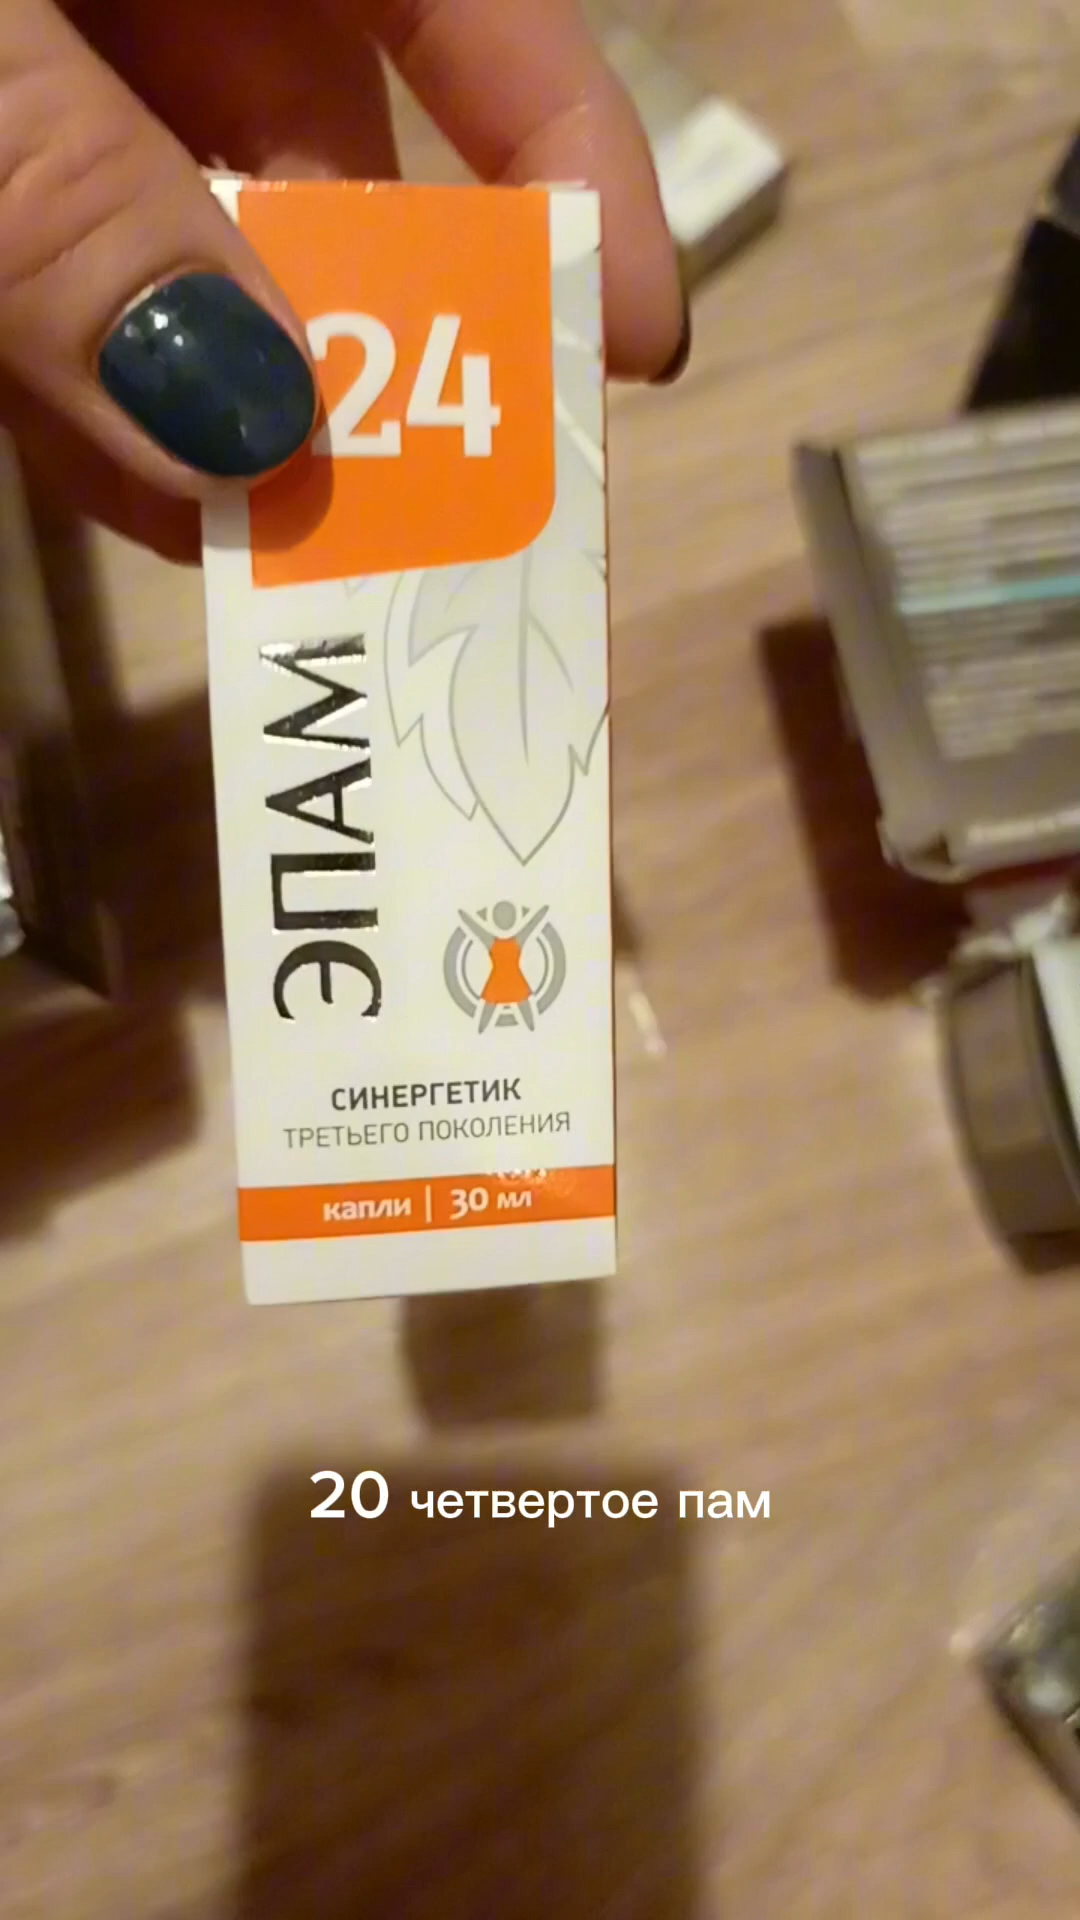 24
ЭПАМ
СИНЕРГЕТИК
ТРЕТЬЕГО ПОКОЛЕНИЯ
капли | 30 мл
20 четвертое пам